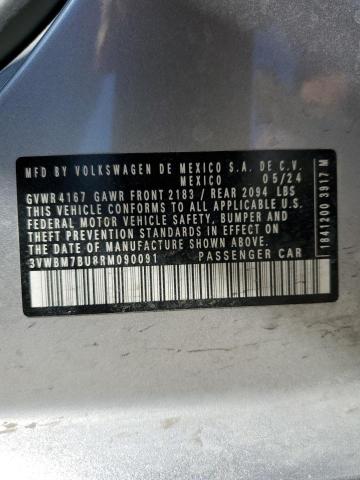 MFD BY VOLKSWAGEN DE MEXICO S.A. DE C.V.
MEXICO 05/24
GVWR 4167 GAWR FRONT 2183 / REAR 2094 LBS
THIS VEHICLE CONFORMS TO ALL APPLICABLE U.S.
FEDERAL MOTOR VEHICLE SAFETY, BUMPER AND
THEFT PREVENTION STANDARDS IN EFFECT ON THE
DATE OF MANUFACTURE SHOWN ABOVE.
3VWBM7BU8RM090091 PASSENGER CAR
1841200 3917 M